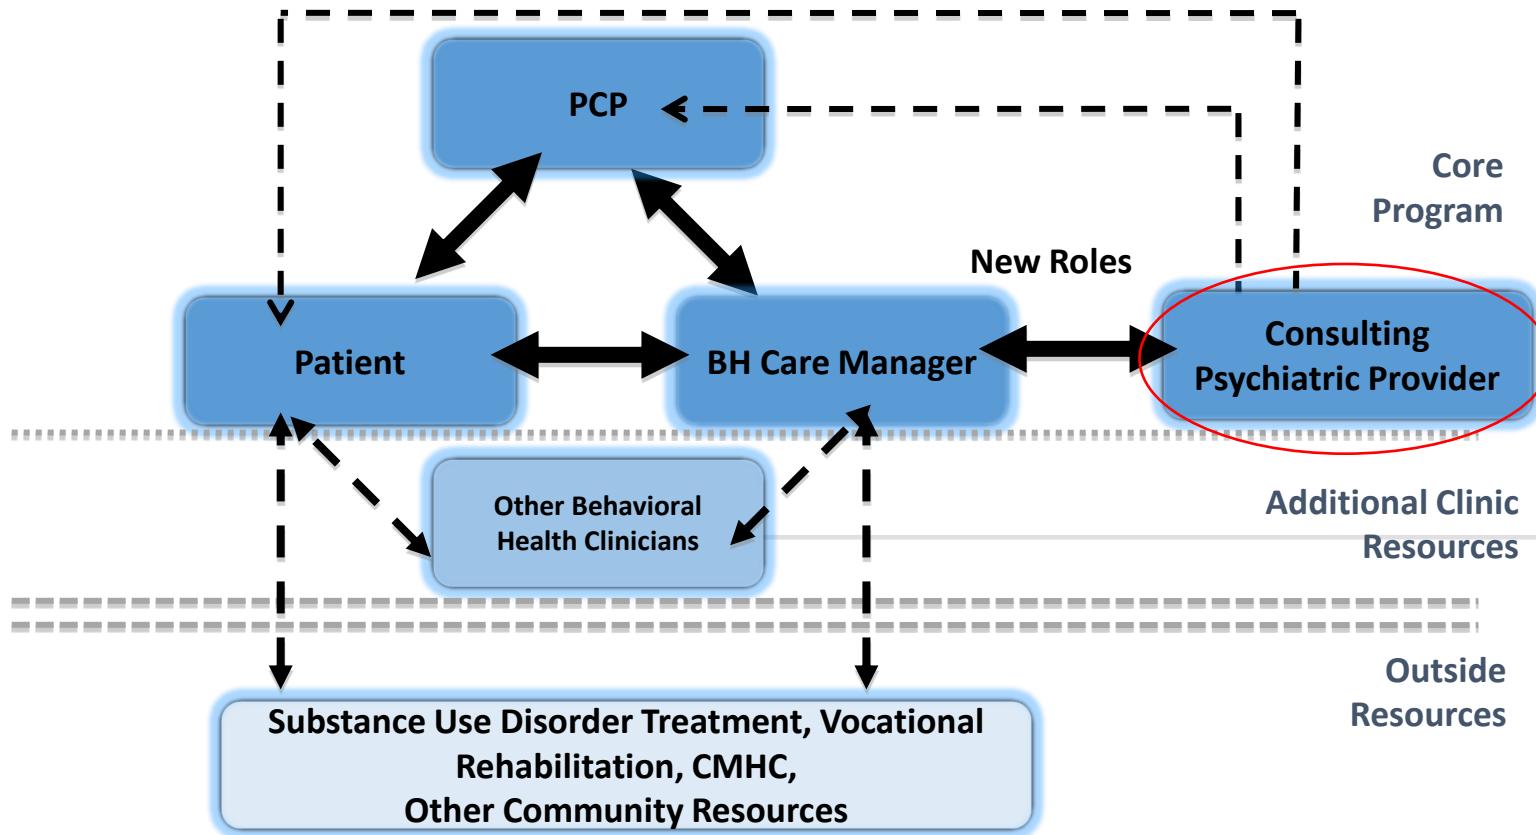 PCP
Core
Program
New Roles
Patient
BH Care Manager
Consulting
Psychiatric Provider
Other Behavioral
Health Clinicians
Additional Clinic
Resources
Outside
Resources
Substance Use Disorder Treatment, Vocational
Rehabilitation, CMHC,
Other Community Resources